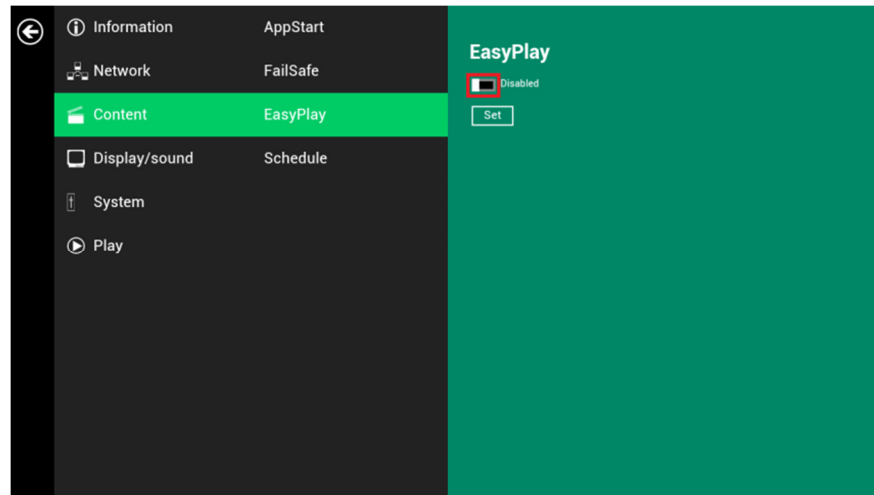 Information
Network
Content
Display/sound
System
Play
AppStart
FailSafe
EasyPlay
Schedule
EasyPlay
Disabled
Set